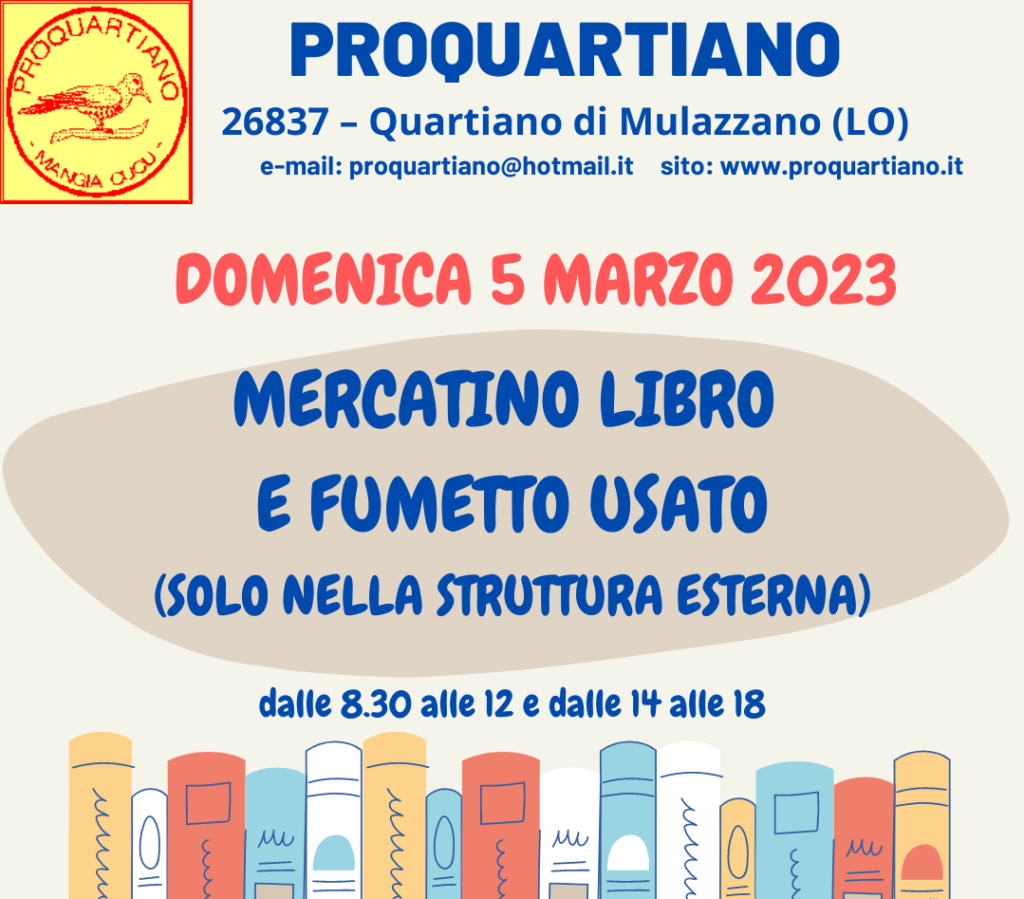 PROQUARTIANO
- MANGIA CUCU -
PROQUARTIANO
26837 – Quartiano di Mulazzano (LO)
e-mail: proquartiano@hotmail.it sito: www.proquartiano.it
DOMENICA 5 MARZO 2023
MERCATINO LIBRO
E FUMETTO USATO
(SOLO NELLA STRUTTURA ESTERNA)
dalle 8.30 alle 12 e dalle 14 alle 18